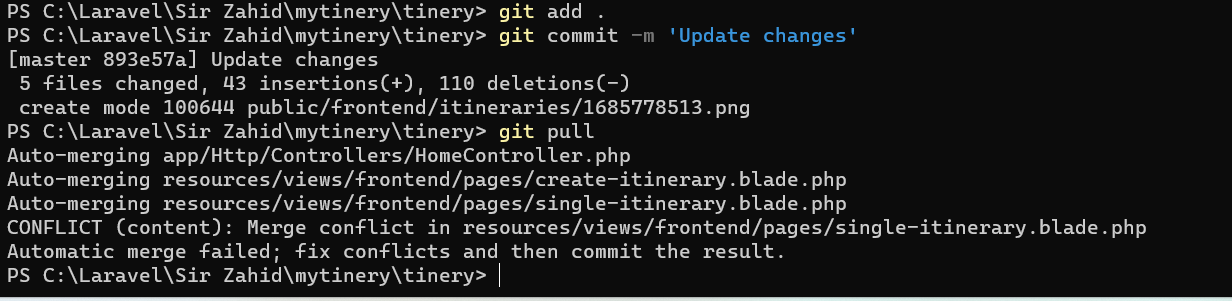 PS C:\Laravel\Sir Zahid\mytinery\tinery> git add .
PS C:\Laravel\Sir Zahid\mytinery\tinery> git commit -m 'Update changes'
[master 893e57a] Update changes
 5 files changed, 43 insertions(+), 110 deletions(-)
 create mode 100644 public/frontend/itineraries/1685778513.png
PS C:\Laravel\Sir Zahid\mytinery\tinery> git pull
Auto-merging app/Http/Controllers/HomeController.php
Auto-merging resources/views/frontend/pages/create-itinerary.blade.php
Auto-merging resources/views/frontend/pages/single-itinerary.blade.php
CONFLICT (content): Merge conflict in resources/views/frontend/pages/single-itinerary.blade.php
Automatic merge failed; fix conflicts and then commit the result.
PS C:\Laravel\Sir Zahid\mytinery\tinery>